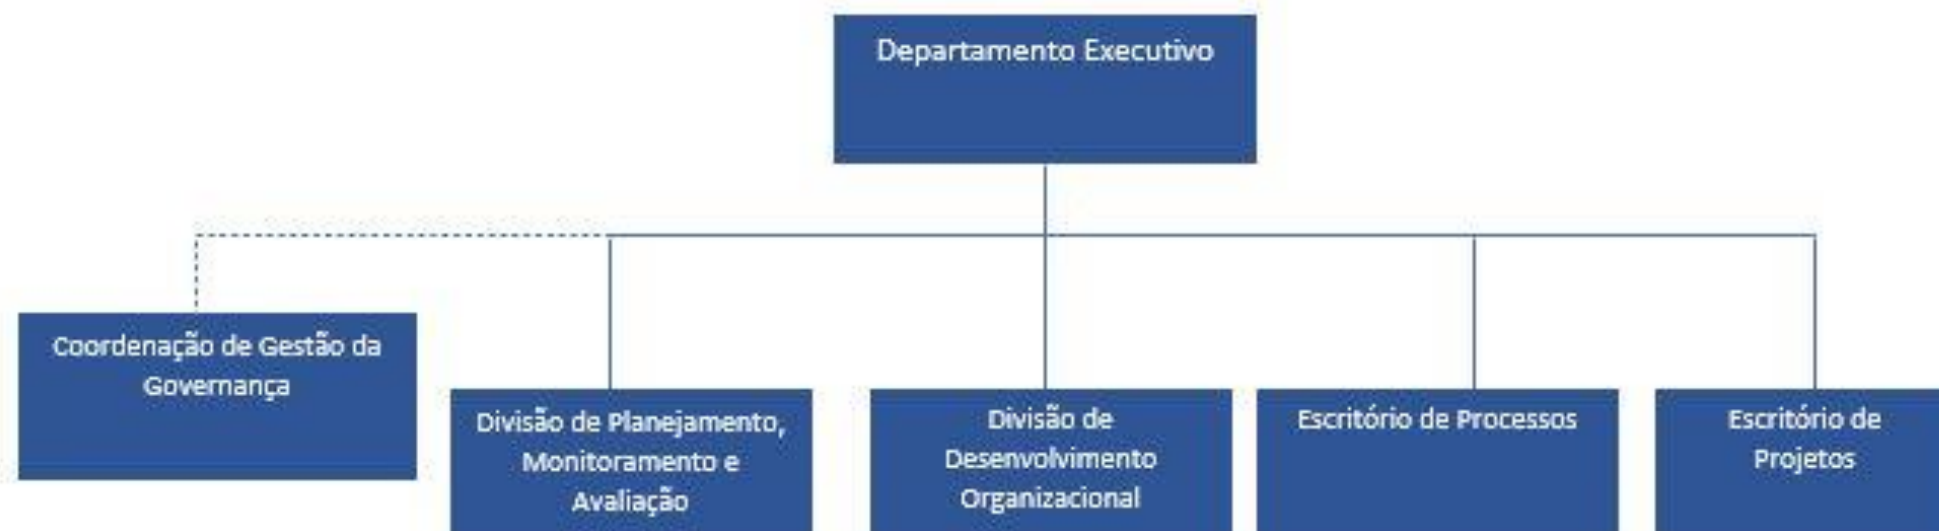 Departamento Executivo
Coordenação de Gestão da
Governança
Divisão de Planejamento,
Monitoramento e
Avaliação
Divisão de
Desenvolvimento
Organizacional
Escritório de Processos
Escritório de
Projetos